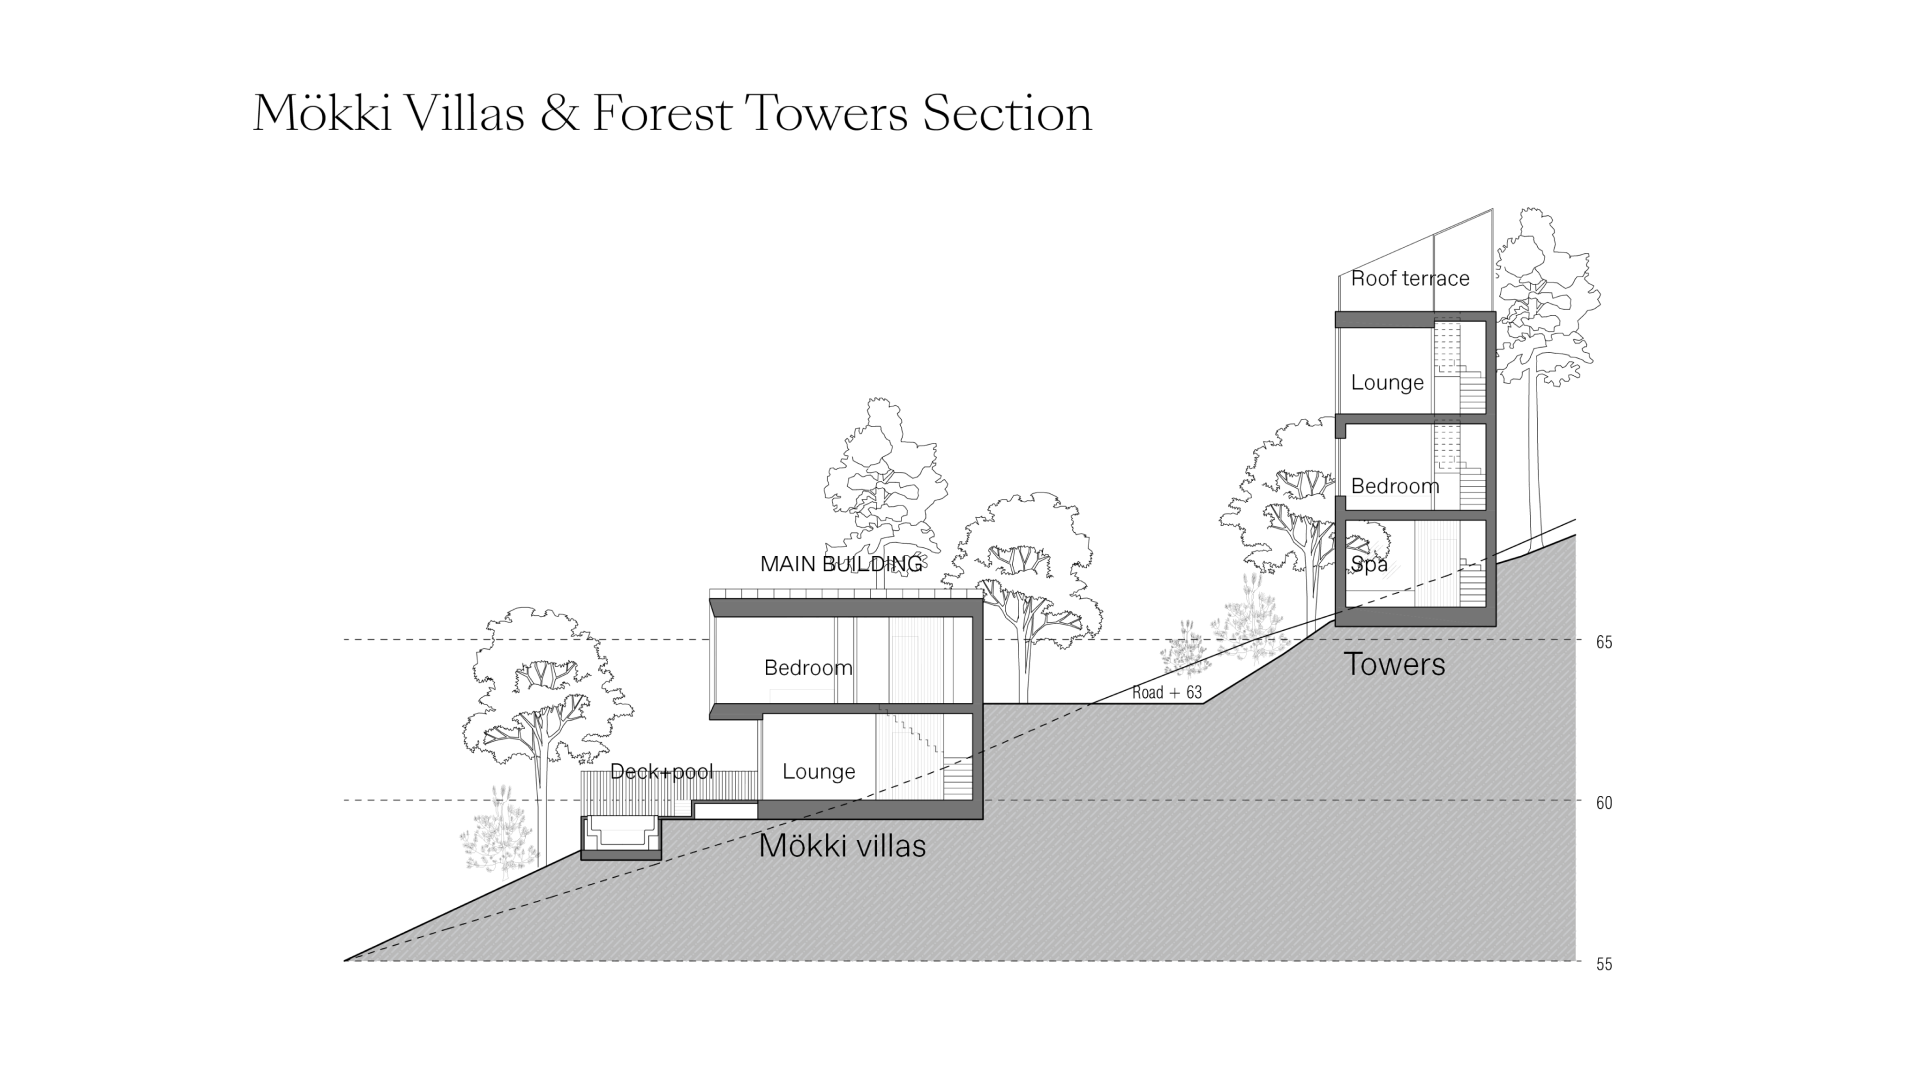 Mökki Villas & Forest Towers Section
Roof terrace
Lounge
Bedroom
Spa
MAIN BUILDING
65
Towers
Bedroom
Road + 63
Deck+pool
Lounge
60
Mökki villas
55